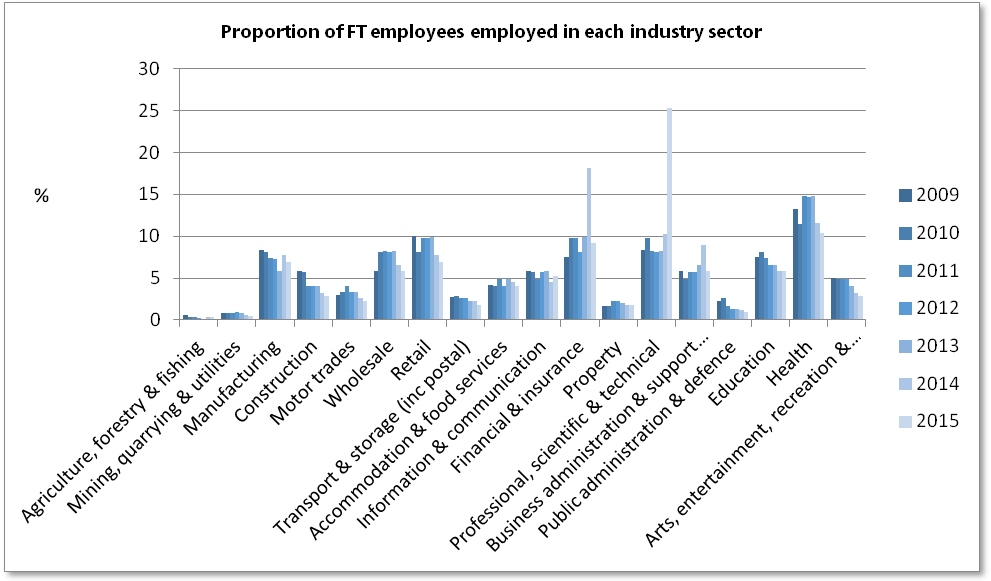 Proportion of FT employees employed in each industry sector
30
25
20
15
10
5
0
%
Agriculture, forestry & fishing
Mining, quarrying & utilities
Manufacturing
Construction
Motor trades
Wholesale
Retail
Transport & storage (inc postal)
Accommodation & food services
Information & communication
Financial & insurance
Property
Professional, scientific & technical
Business administration & support...
Public administration & defence
Education
Health
Arts, entertainment, recreation &...
2009
2010
2011
2012
2013
2014
2015